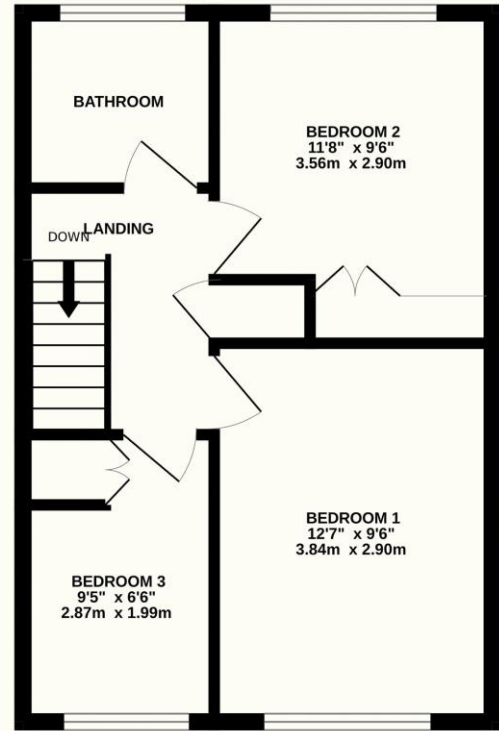 BATHROOM
BEDROOM 2
11'8" x 9'6"
3.56m x 2.90m
LANDING
DOWN
BEDROOM 1
12'7" x 9'6"
3.84m x 2.90m
BEDROOM 3
9'5" x 6'6"
2.87m x 1.99m